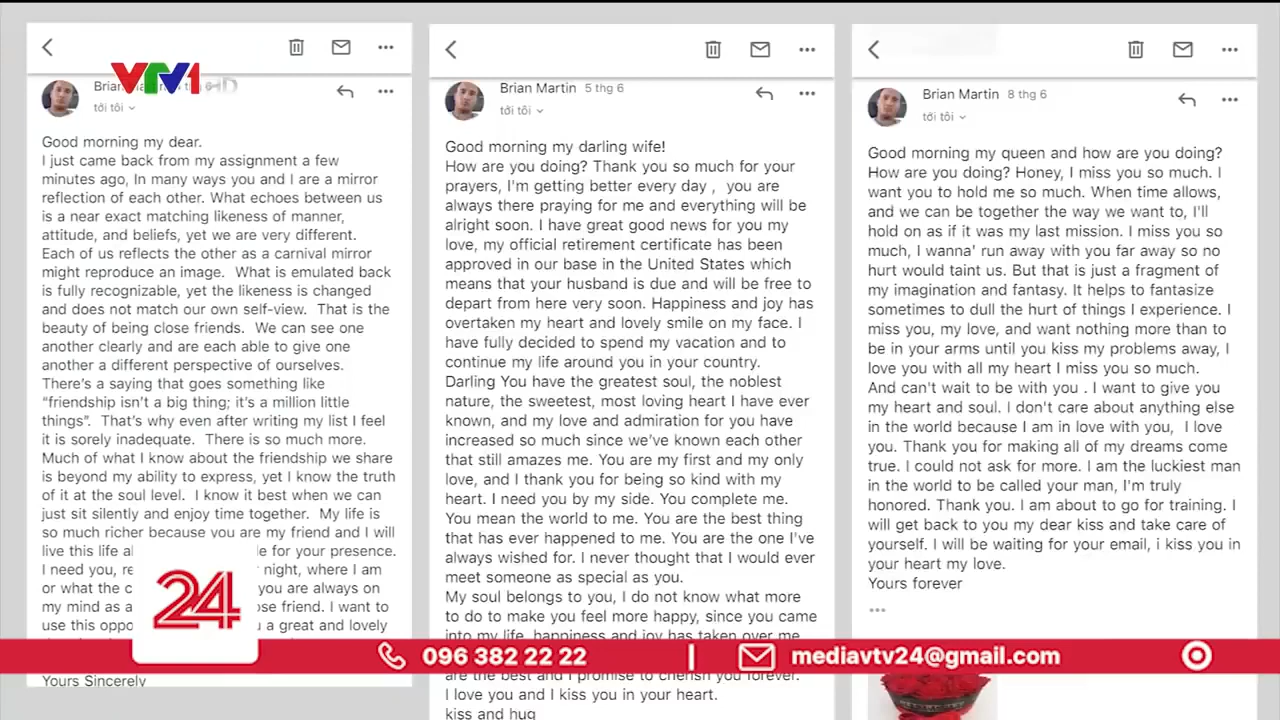 VTV1 HD
Brian
tới tôi
Good morning my dear.
I just came back from my assignment a few
minutes ago, In many ways you and I are a mirror
reflection of each other. What echoes between us
is a near exact matching likeness of manner,
attitude, and beliefs, yet we are very different.
Each of us reflects the other as a carnival mirror
might reproduce an image. What is emulated back
is fully recognizable, yet the likeness is changed
and does not match our own self-view. That is the
beauty of being close friends. We can see one
another clearly and are each able to give one
another a different perspective of ourselves.
There's a saying that goes something like
“friendship isn't a big thing; it's a million little
things”. That's why even after writing my list I feel
it is sorely inadequate. There is so much more.
Much of what I know about the friendship we share
is beyond my ability to express, yet I know the truth
of it at the soul level. I know it best when we can
just sit silently and enjoy time together. My life is
so much richer because you are my friend and I will
live this life for your presence.
I need you, night, where I am
or what the you are always on
my mind as a friend. I want to
use this a great and lovely
Yours Sincerely
Brian Martin 5 thg 6
tới tôi
Good morning my darling wife!
How are you doing? Thank you so much for your
prayers, I'm getting better every day , you are
always there praying for me and everything will be
alright soon. I have great good news for you my
love, my official retirement certificate has been
approved in our base in the United States which
means that your husband is due and will be free to
depart from here very soon. Happiness and joy has
overtaken my heart and lovely smile on my face. I
have fully decided to spend my vacation and to
continue my life around you in your country.
Darling You have the greatest soul, the noblest
nature, the sweetest, most loving heart I have ever
known, and my love and admiration for you have
increased so much since we've known each other
that still amazes me. You are my first and my only
love, and I thank you for being so kind with my
heart. I need you by my side. You complete me.
You mean the world to me. You are the best thing
that has ever happened to me. You are the one I've
always wished for. I never thought that I would ever
meet someone as special as you.
My soul belongs to you, I do not know what more
to do to make you feel more happy, since you came
into my life, happiness and joy has taken over me
are the best and I promise to cherish you forever.
I love you and I kiss you in your heart.
kiss and hug
Brian Martin 8 thg 6
tới tôi
Good morning my queen and how are you doing?
How are you doing? Honey, I miss you so much. I
want you to hold me so much. When time allows,
and we can be together the way we want to, I'll
hold on as if it was my last mission. I miss you so
much, I wanna' run away with you far away so no
hurt would taint us. But that is just a fragment of
my imagination and fantasy. It helps to fantasize
sometimes to dull the hurt of things I experience. I
miss you, my love, and want nothing more than to
be in your arms until you kiss my problems away, I
love you with all my heart I miss you so much.
And can't wait to be with you . I want to give you
my heart and soul. I don't care about anything else
in the world because I am in love with you, I love
you. Thank you for making all of my dreams come
true. I could not ask for more. I am the luckiest man
in the world to be called your man, I'm truly
honored. Thank you. I am about to go for training. I
will get back to you my dear kiss and take care of
yourself. I will be waiting for your email, i kiss you in
your heart my love.
Yours forever
24
096 382 22 22 | mediavtv24@gmail.com